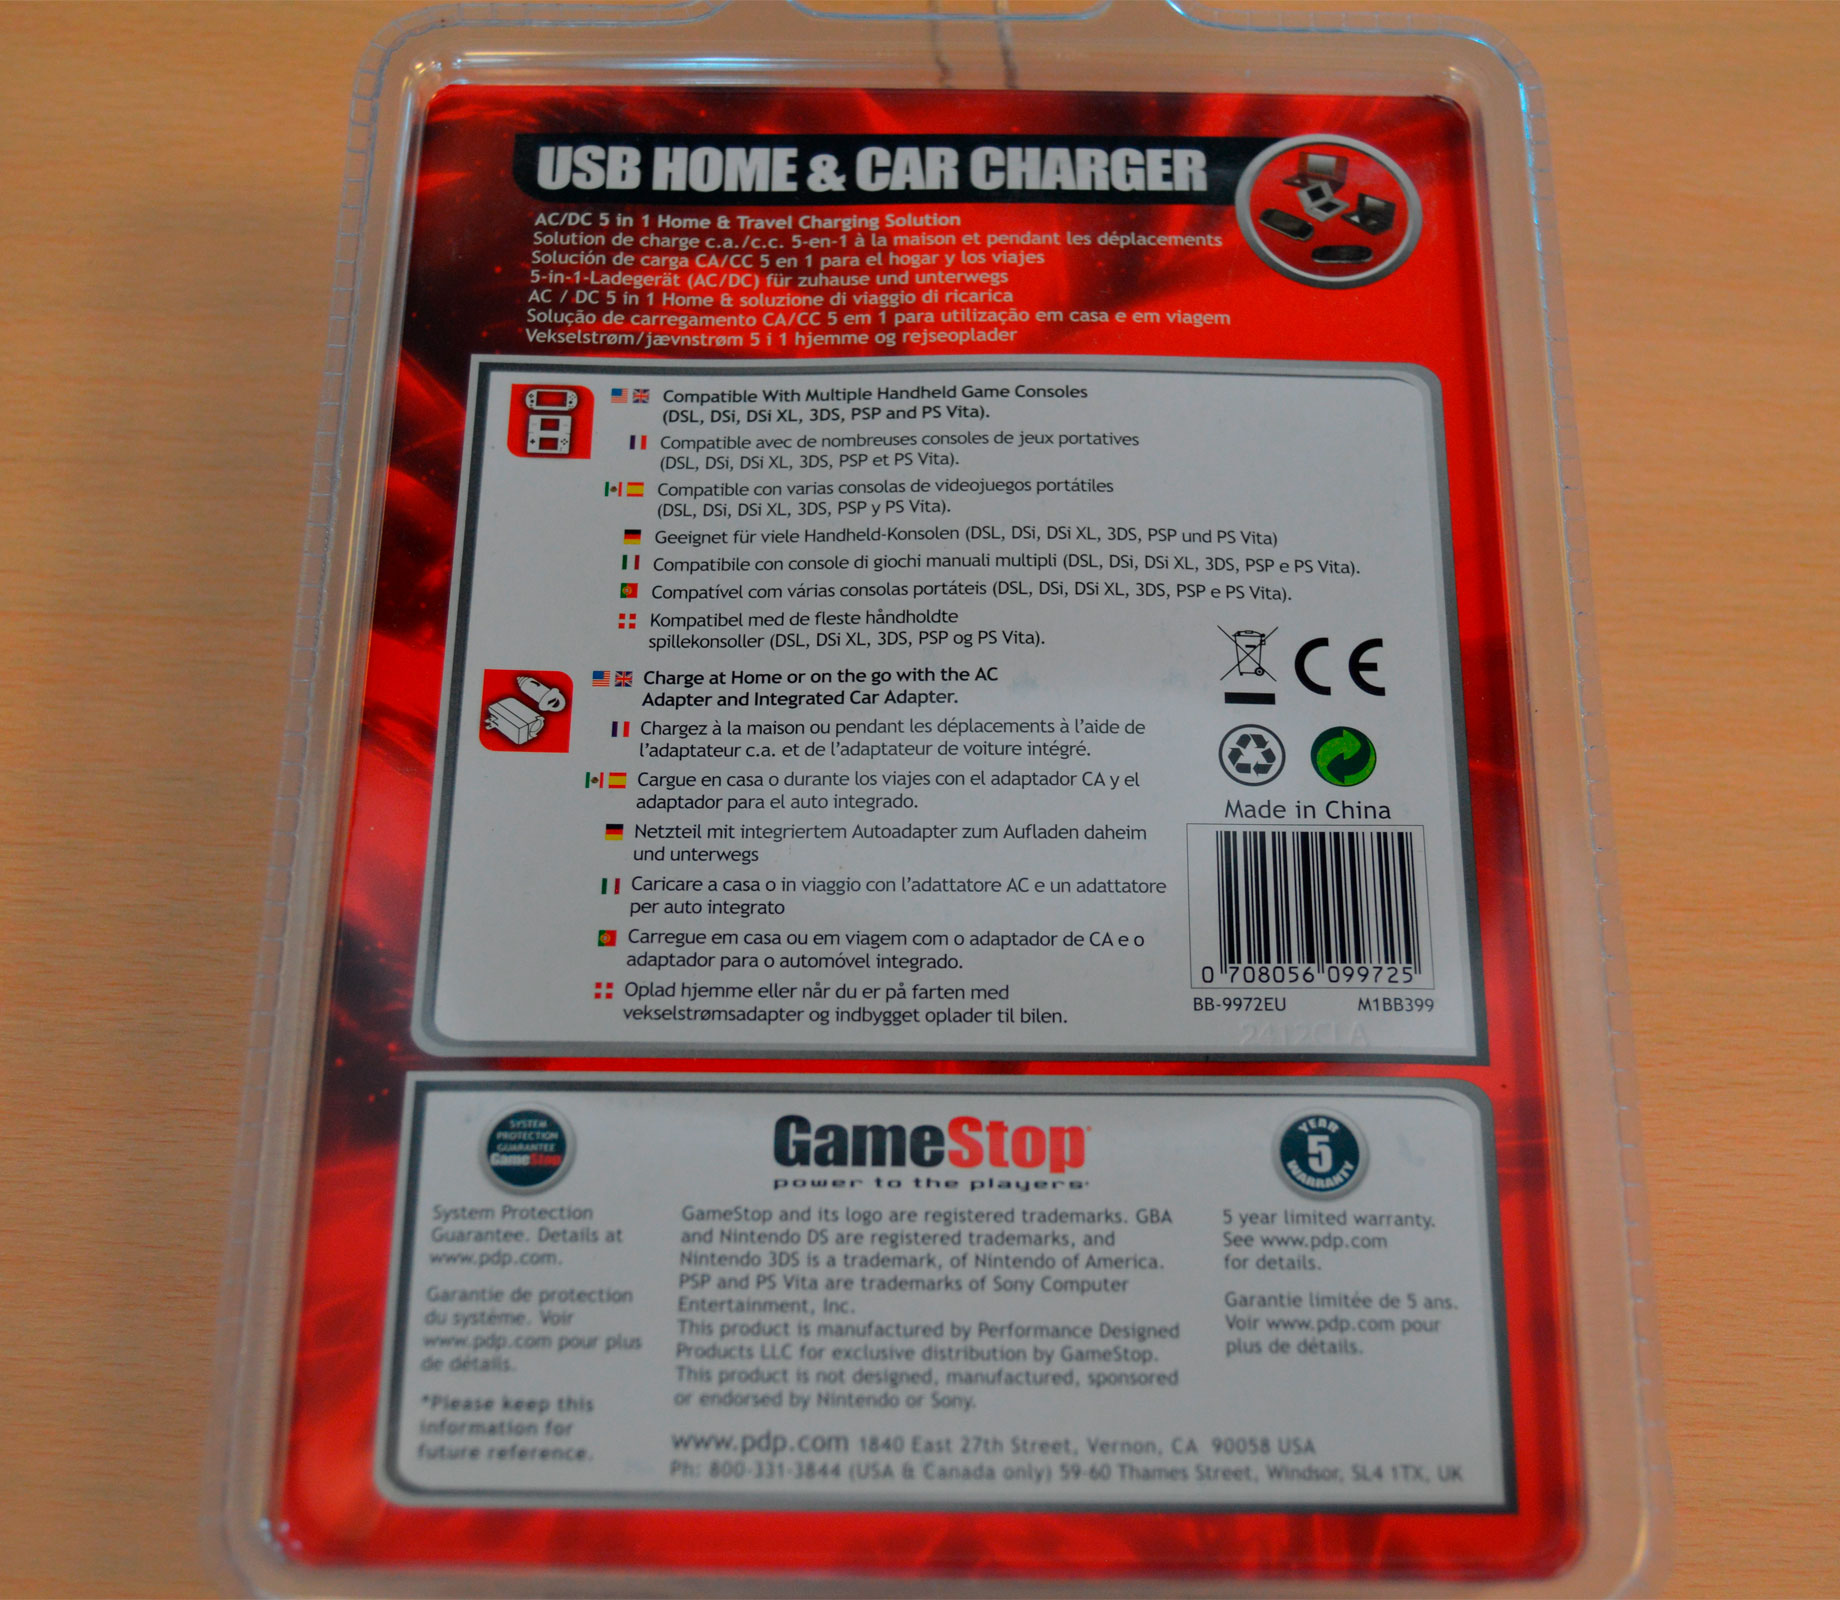 USB HOME & CAR CHARGER
AC/DC 5 in 1 Home & Travel Charging Solution
Solution de charge c.a./c.c. 5-en-1 à la maison et pendant les déplacements
Solución de carga CA/CC 5 en 1 para el hogar y los viajes
5-in-1-Ladegerät (AC/DC) für zuhause und unterwegs
AC / DC 5 in 1 Home & soluzione di viaggio di ricarica
Solução de carregamento CA/CC 5 em 1 para utilização em casa e em viagem
Vekselstrøm/jævnstrøm 5 i 1 hjemme og rejseoplader
Compatible With Multiple Handheld Game Consoles
(DSL, DSi, DSi XL, 3DS, PSP and PS Vita).
Compatible avec de nombreuses consoles de jeux portatives
(DSL, DSi, DSi XL, 3DS, PSP et PS Vita).
Compatible con varias consolas de videojuegos portátiles
(DSL, DSi, DSi XL, 3DS, PSP y PS Vita).
Geeignet für viele Handheld-Konsolen (DSL, DSi, DSi XL, 3DS, PSP und PS Vita)
Compatibile con console di giochi manuali multipli (DSL, DSi, DSi XL, 3DS, PSP e PS Vita).
Compatível com várias consolas portáteis (DSL, DSi, DSi XL, 3DS, PSP e PS Vita).
Kompatibel med de fleste håndholdte
spillekonsoller (DSL, DSi XL, 3DS, PSP og PS Vita).
Charge at Home or on the go with the AC
Adapter and Integrated Car Adapter.
Chargez à la maison ou pendant les déplacements à l'aide de
l'adaptateur c.a. et de l'adaptateur de voiture intégré.
Cargue en casa o durante los viajes con el adaptador CA y el
adaptador para el auto integrado.
Netzteil mit integriertem Autoadapter zum Aufladen daheim
und unterwegs
Caricare a casa o in viaggio con l'adattatore AC e un adattatore
per auto integrato
Carregue em casa ou em viagem com o adaptador de CA e o
adaptador para o automóvel integrado.
Oplad hjemme eller når du er på farten med
vekselstrømsadapter og indbygget oplader til bilen.
CE
Made in China
0 708056 099725
BB-9972EU M1BB399
2412CLA
SYSTEM
PROTECTION
GUARANTEE
GameStop
System Protection
Guarantee. Details at
www.pdp.com.
Garantie de protection
du système. Voir
www.pdp.com pour plus
de détails.
*Please keep this
information for
future reference.
GameStop
power to the players
GameStop and its logo are registered trademarks. GBA
and Nintendo DS are registered trademarks, and
Nintendo 3DS is a trademark, of Nintendo of America.
PSP and PS Vita are trademarks of Sony Computer
Entertainment, Inc.
This product is manufactured by Performance Designed
Products LLC for exclusive distribution by GameStop.
This product is not designed, manufactured, sponsored
or endorsed by Nintendo or Sony.
www.pdp.com 1840 East 27th Street, Vernon, CA 90058 USA
Ph: 800-331-3844 (USA & Canada only) 59-60 Thames Street, Windsor, SL4 1TX, UK
YEAR
5
WARRANTY
5 year limited warranty.
See www.pdp.com
for details.
Garantie limitée de 5 ans.
Voir www.pdp.com pour
plus de détails.